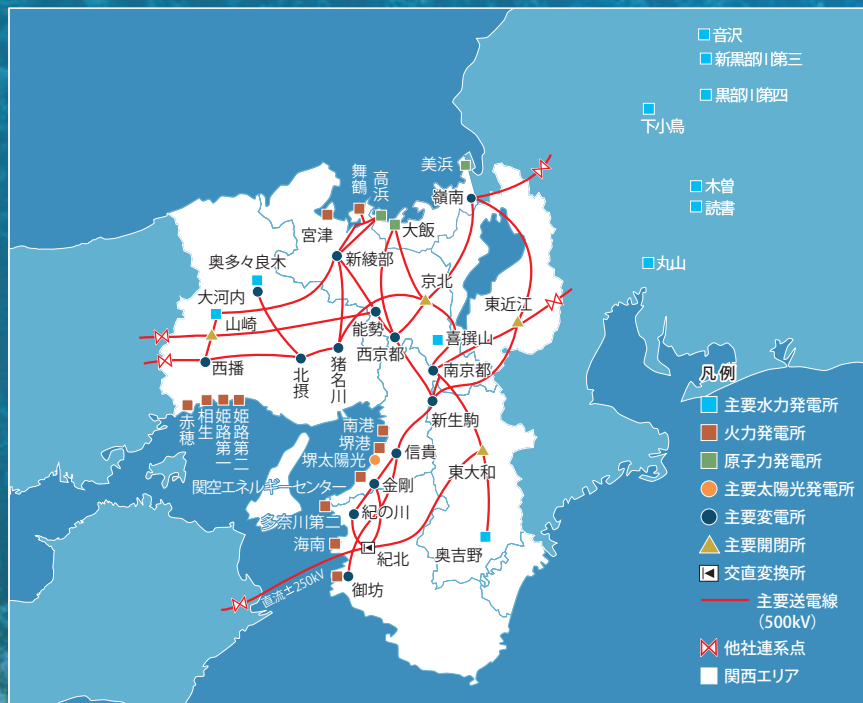 音沢
新黒部川第三
黒部川第四
下小鳥
美浜
舞鶴
高浜
嶺南
木曽
読書
宮津
大飯
新綾部
奥多々良木
京北
丸山
大河内
東近江
山崎
能勢
喜撰山
西京都
西播
北摂
猪名川
南京都
凡例
主要水力発電所
赤穂
相生
姫路第一
姫路第二
新生駒
南港
火力発電所
堺港
信貴
堺太陽光
東大和
原子力発電所
関空エネルギーセンター
金剛
主要太陽光発電所
多奈川第二
紀の川
主要変電所
海南
紀北
奥吉野
主要開閉所
直流±250kV
御坊
交直変換所
主要送電線
（500kV）
他社連系点
関西エリア